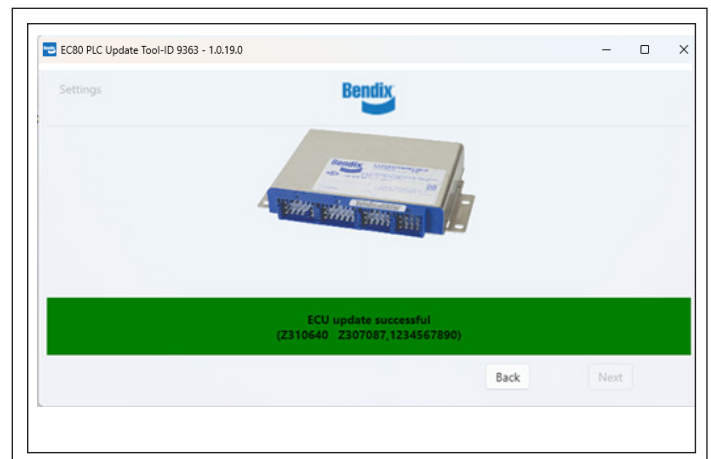 EC80 PLC Update Tool-ID 9363 - 1.0.19.0
Settings
Bendix
Bendix
ECU update successful
(Z310640 Z307087,1234567890)
Back
Next